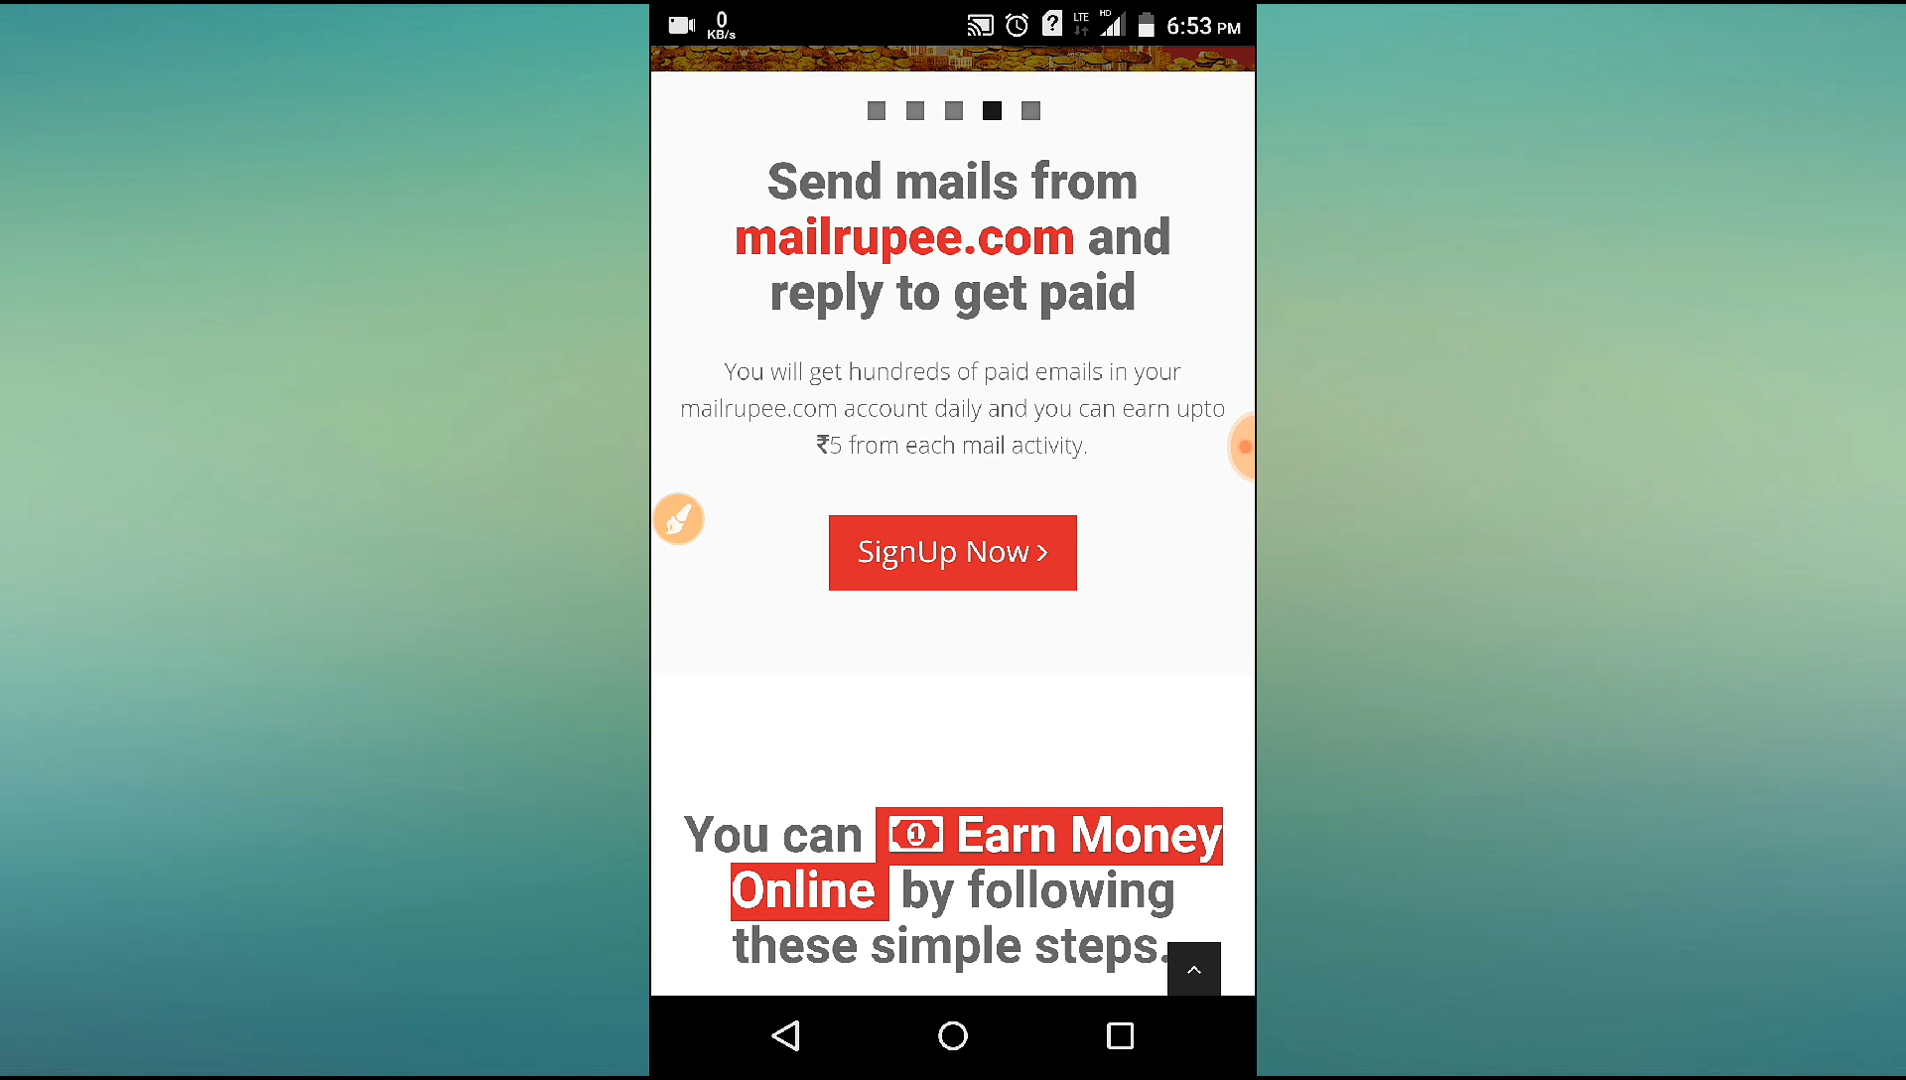 0
KB/s
LTE
HD
6:53 PM
Send mails from
mailrupee.com and
reply to get paid
You will get hundreds of paid emails in your
mailrupee.com account daily and you can earn upto
₹5 from each mail activity.
SignUp Now >
You can Earn Money
Online by following
these simple steps.